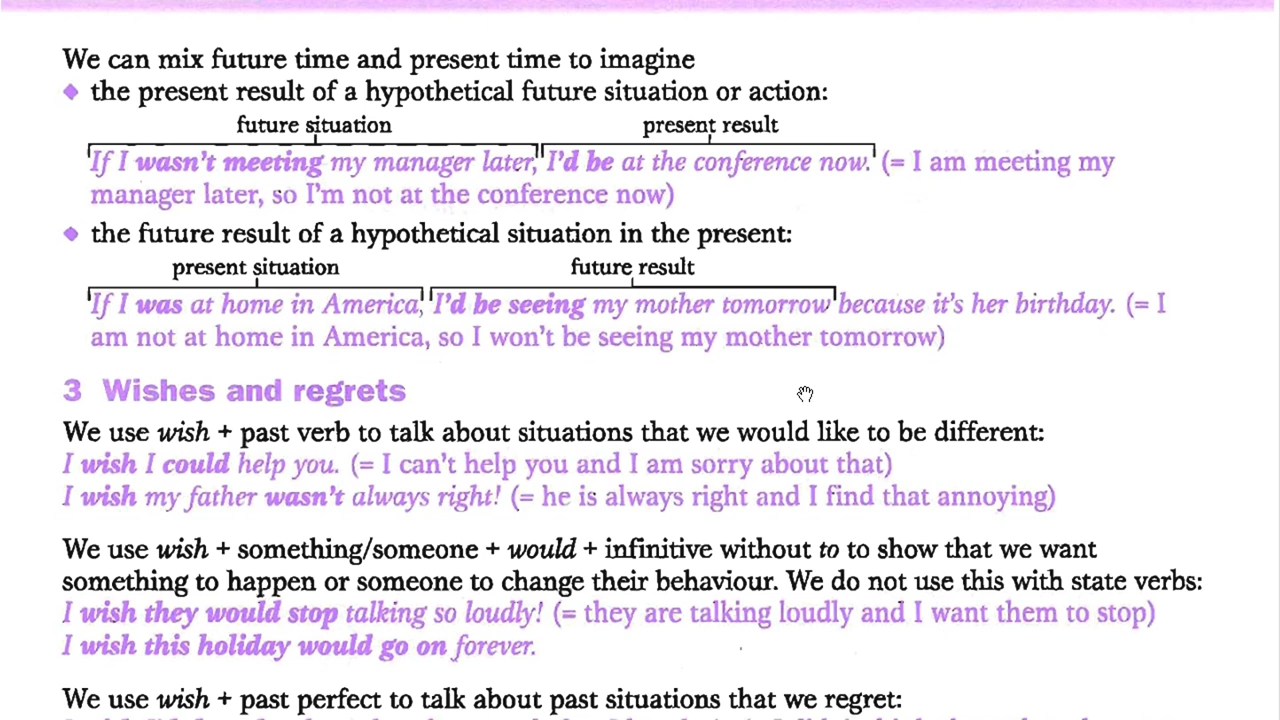 We can mix future time and present time to imagine
◆ the present result of a hypothetical future situation or action:
future situation present result
If I wasn't meeting my manager later, I'd be at the conference now. (= I am meeting my
manager later, so I'm not at the conference now)
◆ the future result of a hypothetical situation in the present:
present situation future result
If I was at home in America, I'd be seeing my mother tomorrow because it's her birthday. (= I
am not at home in America, so I won't be seeing my mother tomorrow)
3 Wishes and regrets
We use wish + past verb to talk about situations that we would like to be different:
I wish I could help you. (= I can't help you and I am sorry about that)
I wish my father wasn't always right! (= he is always right and I find that annoying)
We use wish + something/someone + would + infinitive without to to show that we want
something to happen or someone to change their behaviour. We do not use this with state verbs:
I wish they would stop talking so loudly! (= they are talking loudly and I want them to stop)
I wish this holiday would go on forever.
We use wish + past perfect to talk about past situations that we regret: